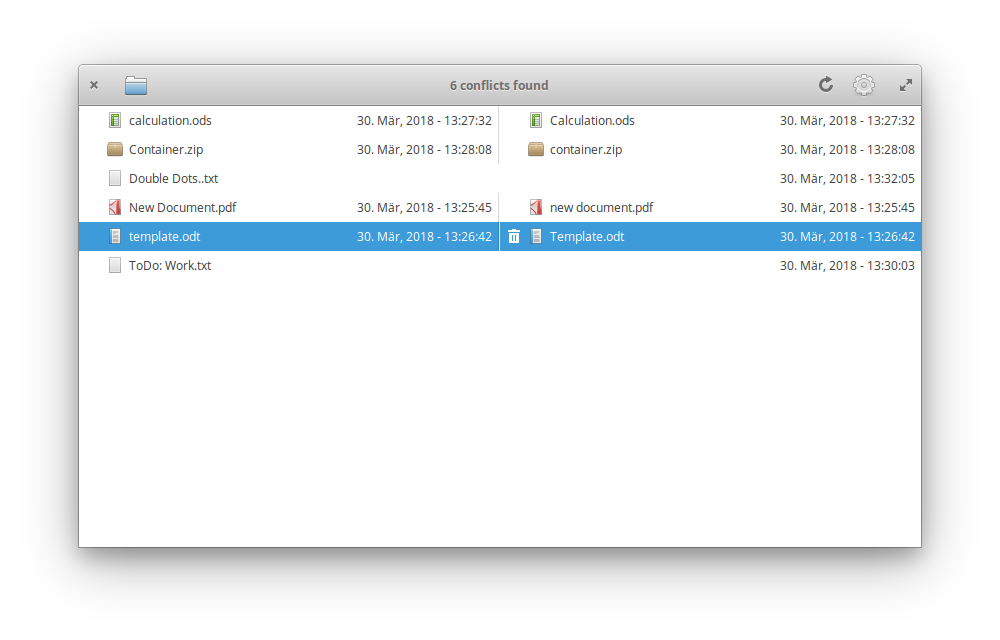 6 conflicts found
calculation.ods 30. Mär, 2018 - 13:27:32 Calculation.ods 30. Mär, 2018 - 13:27:32
Container.zip 30. Mär, 2018 - 13:28:08 container.zip 30. Mär, 2018 - 13:28:08
Double Dots..txt 30. Mär, 2018 - 13:32:05
New Document.pdf 30. Mär, 2018 - 13:25:45 new document.pdf 30. Mär, 2018 - 13:25:45
template.odt 30. Mär, 2018 - 13:26:42 Template.odt 30. Mär, 2018 - 13:26:42
ToDo: Work.txt 30. Mär, 2018 - 13:30:03